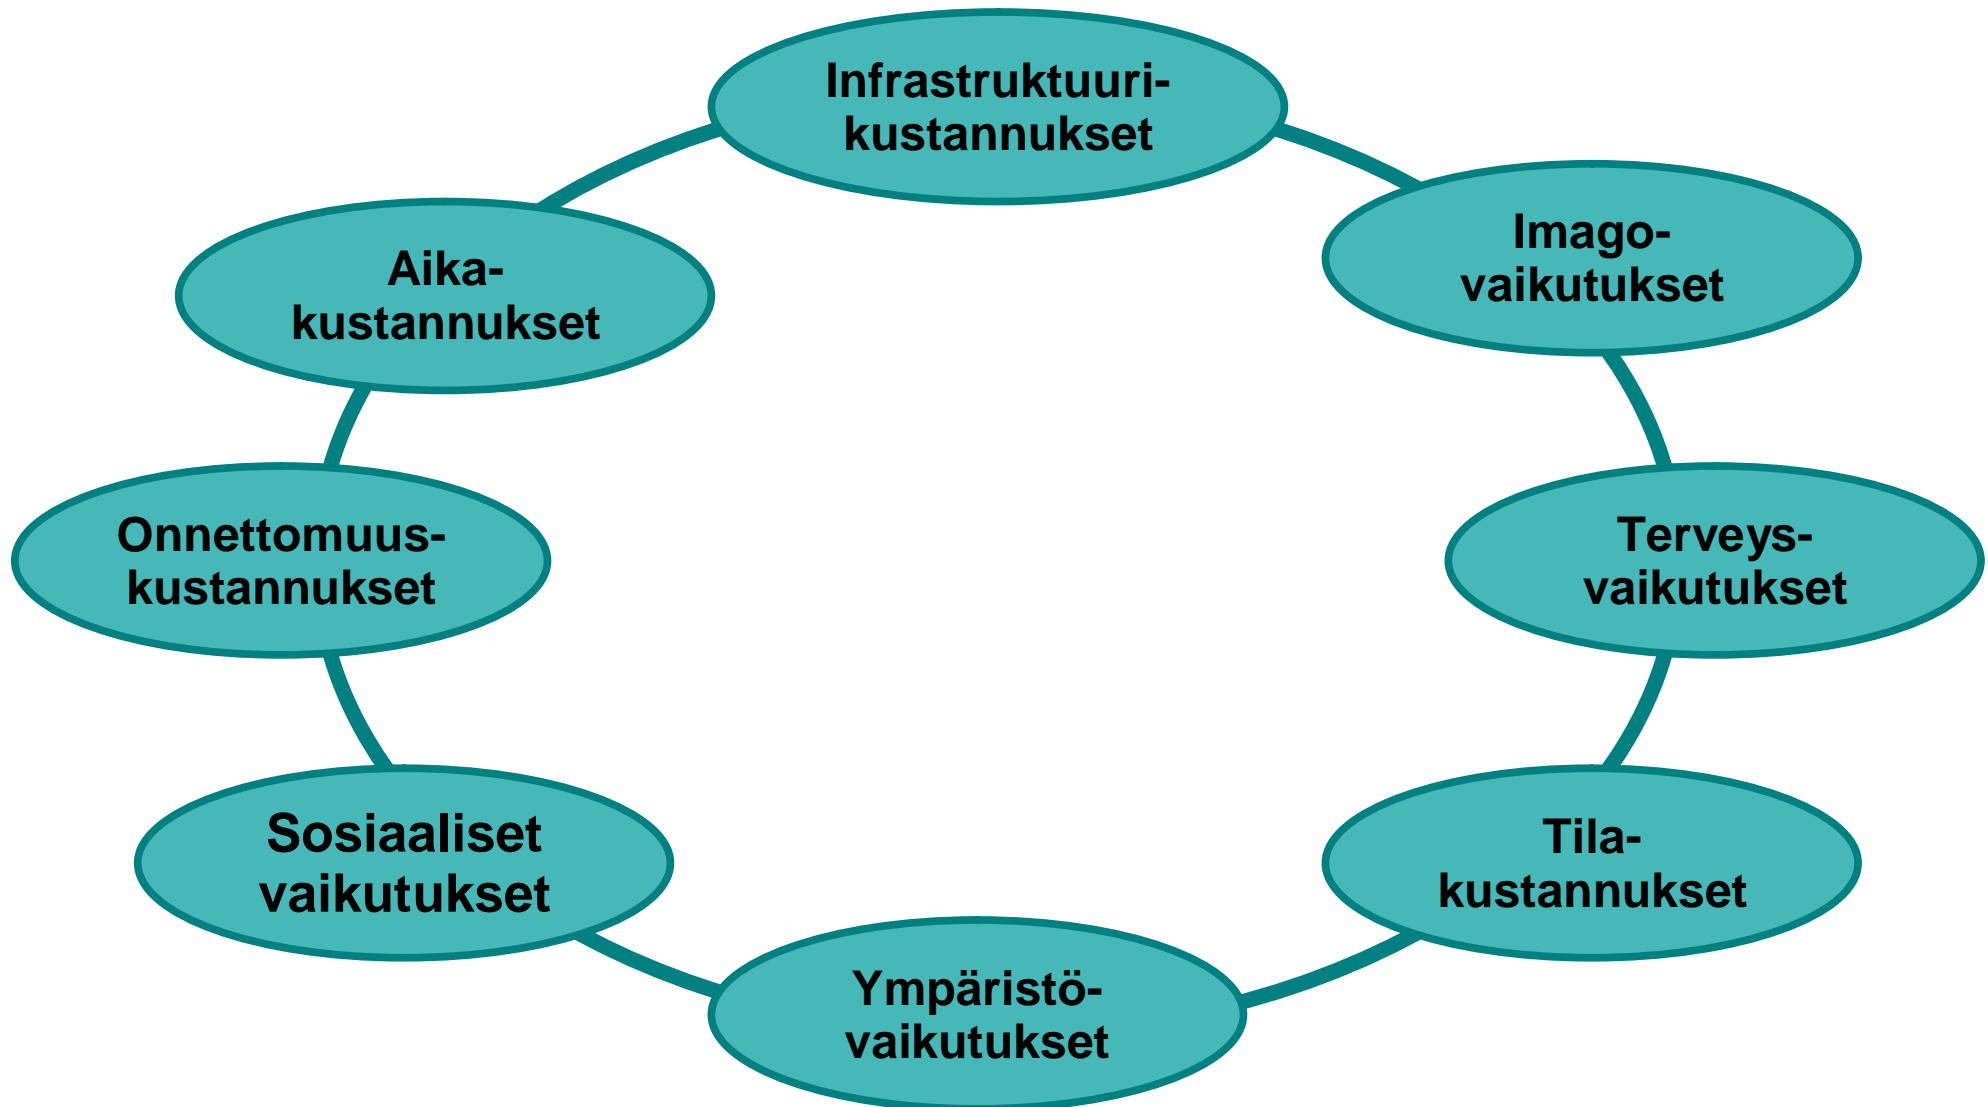 Infrastruktuuri-
kustannukset
Imago-
vaikutukset
Terveys-
vaikutukset
Tila-
kustannukset
Ympäristö-
vaikutukset
Sosiaaliset
vaikutukset
Onnettomuus-
kustannukset
Aika-
kustannukset